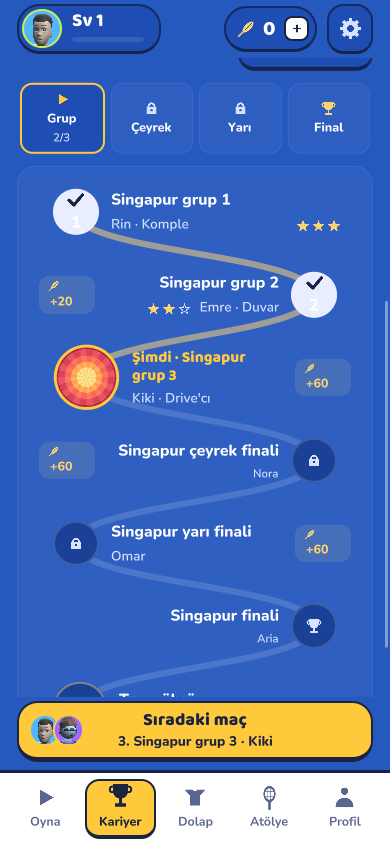 Sv 1
0 +
Grup
2/3
Çeyrek
Yarı
Final
1
Singapur grup 1
Rin · Komple
+20
Singapur grup 2
Emre · Duvar
2
Şimdi · Singapur
grup 3
Kiki · Drive'cı
+60
+60
Singapur çeyrek finali
Nora
Singapur yarı finali
Omar
+60
Singapur finali
Aria
Sıradaki maç
3. Singapur grup 3 · Kiki
Oyna
Kariyer
Dolap
Atölye
Profil